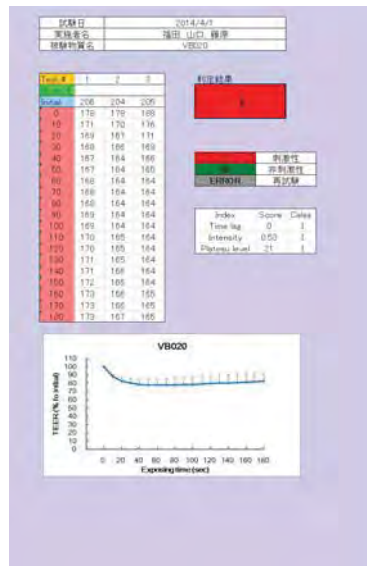 試験日 2014/4/1
実施者名 福田 山口 篠原
被験物質名 VB020
Test # 1 2 3
判定結果
Initial 206 204 205
0 178 179 188
10 171 170 176
20 169 167 171
30 168 166 169
40 167 164 166
50 167 164 165
60 168 164 164
70 168 164 164
80 168 164 164
90 169 164 164
100 169 164 164
110 170 165 164
120 170 165 164
130 171 165 164
140 171 166 164
150 172 165 164
160 173 166 165
170 173 166 165
180 173 167 165
刺激性
非刺激性
ERROR 再試験
Index Score Categ
Time lag 0 I
Intensity 0.50 I
Plateau level 21 I
VB020
TEER (% to initial)
110
100
90
80
70
60
50
40
30
20
10
0
0 20 40 60 80 100 120 140 160 180
Exposing time (sec)